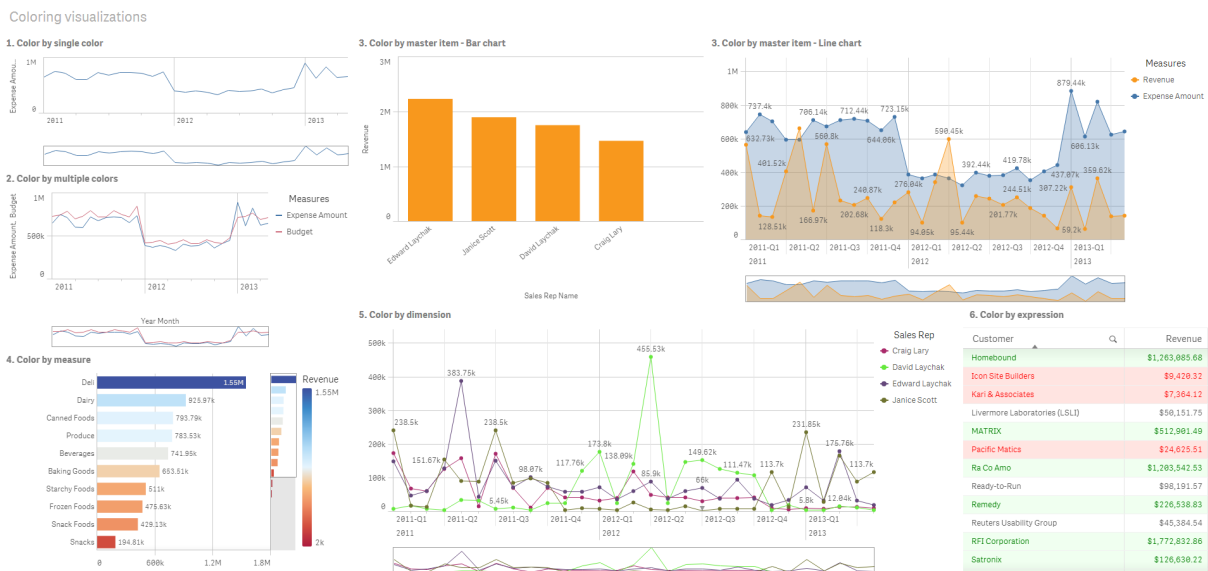 Coloring visualizations
1. Color by single color
Expense Amou...
1M
0
2011
2012
2013
2. Color by multiple colors
Expense Amount, Budget
1M
500k
0
2011
2012
2013
Year Month
Measures
Expense Amount
Budget
4. Color by measure
Deli
1.55M
Dairy
925.97k
Canned Foods
793.79k
Produce
783.53k
Beverages
741.95k
Baking Goods
653.51k
Starchy Foods
511k
Frozen Foods
475.63k
Snack Foods
429.13k
Snacks
194.81k
0
600k
1.2M
1.8M
Revenue
1.55M
2k
3. Color by master item - Bar chart
Revenue
3M
2M
1M
0
Edward Laychak
Janice Scott
David Laychak
Craig Lary
Sales Rep Name
3. Color by master item - Line chart
Measures
Revenue
Expense Amount
1M
800k
600k
400k
200k
0
737.4k
632.73k
128.51k
401.52k
706.14k
166.97k
560.8k
712.44k
202.68k
240.87k
644.06k
118.3k
723.15k
276.04k
94.05k
590.45k
95.44k
392.44k
201.77k
244.51k
419.78k
307.22k
437.07k
59.2k
879.44k
606.13k
359.62k
2011-Q1
2011-Q2
2011-Q3
2011-Q4
2012-Q1
2012-Q2
2012-Q3
2012-Q4
2013-Q1
2011
2012
2013
5. Color by dimension
Sales Rep
Craig Lary
David Laychak
Edward Laychak
Janice Scott
500k
400k
300k
200k
100k
0
238.5k
151.67k
383.75k
238.5k
5.45k
98.07k
117.76k
173.8k
138.09k
455.53k
85.9k
149.62k
66k
111.47k
113.7k
231.85k
5.8k
175.76k
12.04k
113.7k
2011-Q1
2011-Q2
2011-Q3
2011-Q4
2012-Q1
2012-Q2
2012-Q3
2012-Q4
2013-Q1
2011
2012
2013
6. Color by expression
Customer Revenue
Homebound $1,263,085.68
Icon Site Builders $9,420.32
Kari & Associates $7,364.12
Livermore Laboratories (LSLI) $50,151.75
MATRIX $512,901.49
Pacific Matics $24,625.51
Ra Co Amo $1,203,542.53
Ready-to-Run $98,191.57
Remedy $226,538.83
Reuters Usability Group $45,384.54
RFI Corporation $1,772,832.86
Satronix $126,630.22